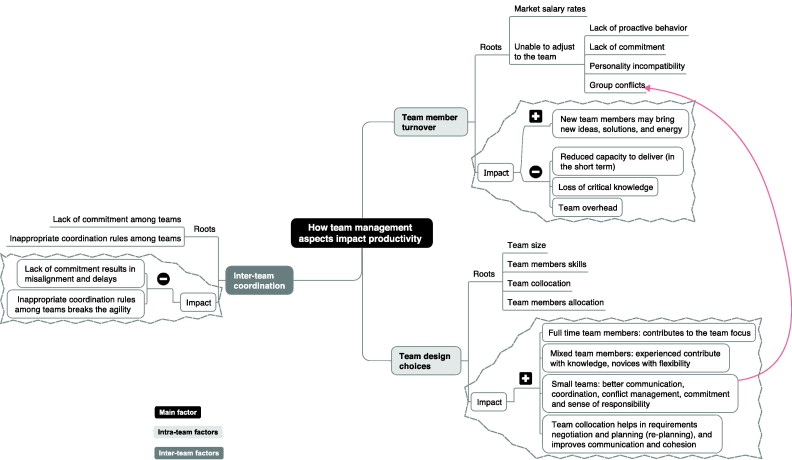 Market salary rates
Roots
Unable to adjust
to the team
Lack of proactive behavior
Lack of commitment
Personality incompatibility
Group conflicts
Team member
turnover
New team members may bring
new ideas, solutions, and energy
Impact
Reduced capacity to deliver (in
the short term)
Loss of critical knowledge
Team overhead
How team management
aspects impact productivity
Lack of commitment among teams
Roots
Inappropriate coordination rules among teams
Inter-team
coordination
Lack of commitment results in
misalignment and delays
Impact
Inappropriate coordination rules
among teams breaks the agility
Team size
Roots
Team members skills
Team collocation
Team members allocation
Team design
choices
Full time team members: contributes to the team focus
Mixed team members: experienced contribute
with knowledge, novices with flexibility
Impact
Small teams: better communication,
coordination, conflict management, commitment
and sense of responsibility
Team collocation helps in requirements
negotiation and planning (re-planning), and
improves communication and cohesion
Main factor
Intra-team factors
Inter-team factors